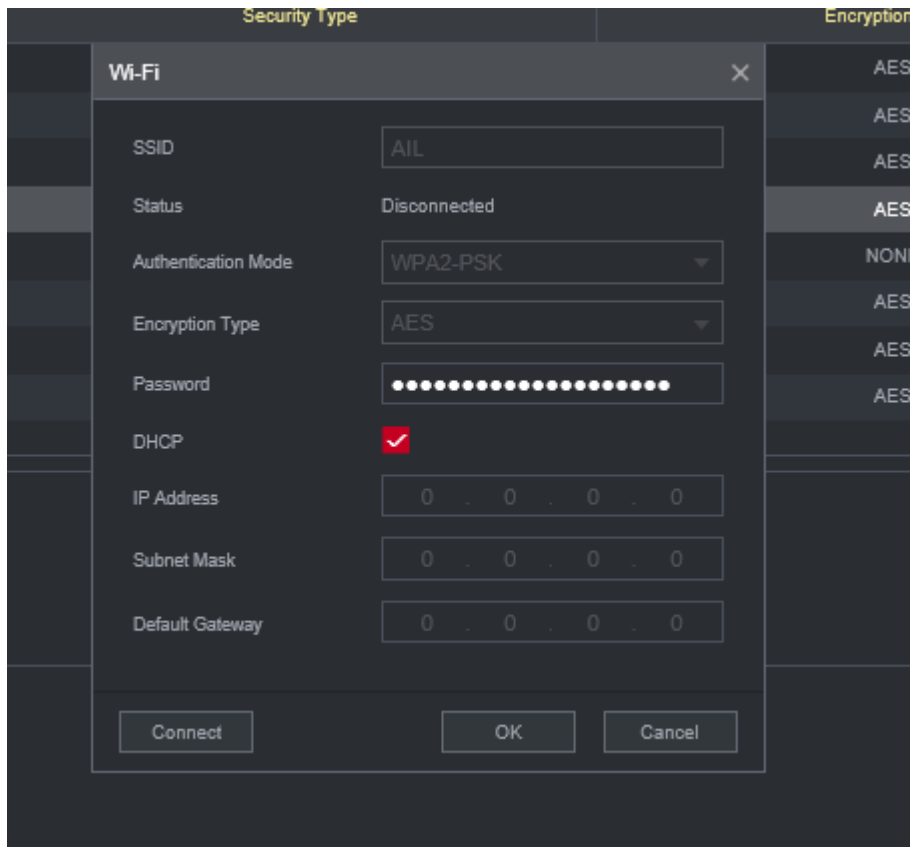 Security Type Encryption
Wi-Fi
AES
AES
SSID AIL
AES
Status Disconnected
AES
Authentication Mode WPA2-PSK
NONE
AES
Encryption Type AES
AES
Password ●●●●●●●●●●●●●●●●●●●●
AES
DHCP
IP Address 0 . 0 . 0 . 0
Subnet Mask 0 . 0 . 0 . 0
Default Gateway 0 . 0 . 0 . 0
Connect OK Cancel